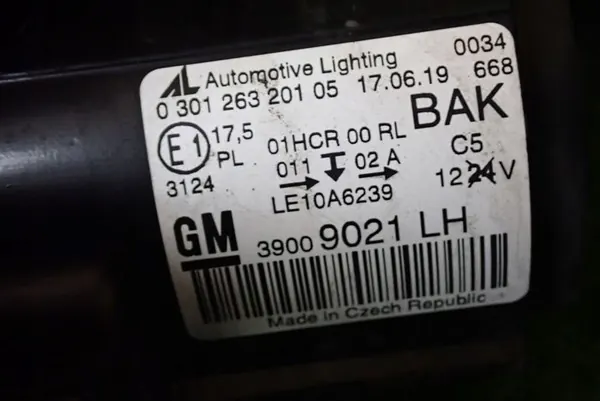 AL Automotive Lighting 0034
0 301 263 201 05 17.06.19 668
E1 17,5 01HCR 00 RL BAK
PL 011 02 A C5
3124 LE10A6239 12 24 V
GM 3900 9021 LH
Made in Czech Republic